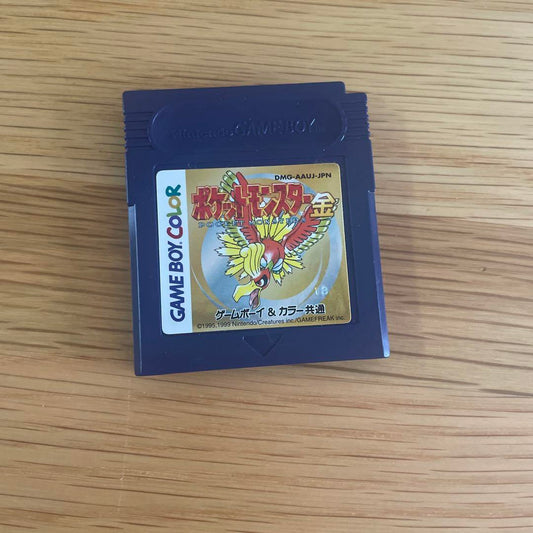 Nintendo GAME BOY
DMG-AAUJ-JPN
ポケットモンスター金
POCKET MONSTERS
GAME BOY COLOR
18
ゲームボーイ & カラー共通
©1995,1999 Nintendo/Creatures inc./GAMEFREAK inc.